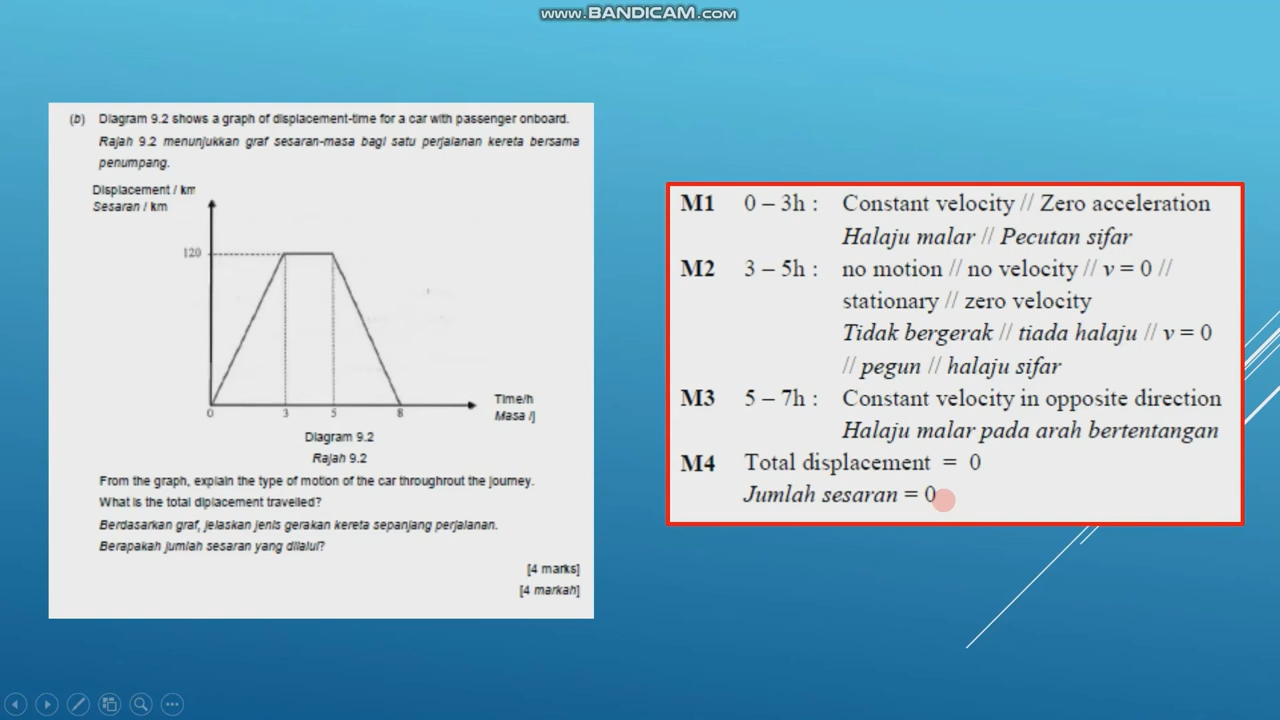 www.BANDICAM.com
(b) Diagram 9.2 shows a graph of displacement-time for a car with passenger onboard.
Rajah 9.2 menunjukkan graf sesaran-masa bagi satu perjalanan kereta bersama
penumpang.
Displacement / km
Sesaran / km
120
0 3 5 8
Time/h
Masa /j
Diagram 9.2
Rajah 9.2
From the graph, explain the type of motion of the car throughrout the journey.
What is the total diplacement travelled?
Berdasarkan graf, jelaskan jenis gerakan kereta sepanjang perjalanan.
Berapakah jumlah sesaran yang dilalui?
[4 marks]
[4 markah]
M1 0 – 3h : Constant velocity // Zero acceleration
Halaju malar // Pecutan sifar
M2 3 – 5h : no motion // no velocity // v = 0 //
stationary // zero velocity
Tidak bergerak // tiada halaju // v = 0
// pegun // halaju sifar
M3 5 – 7h : Constant velocity in opposite direction
Halaju malar pada arah bertentangan
M4 Total displacement = 0
Jumlah sesaran = 0